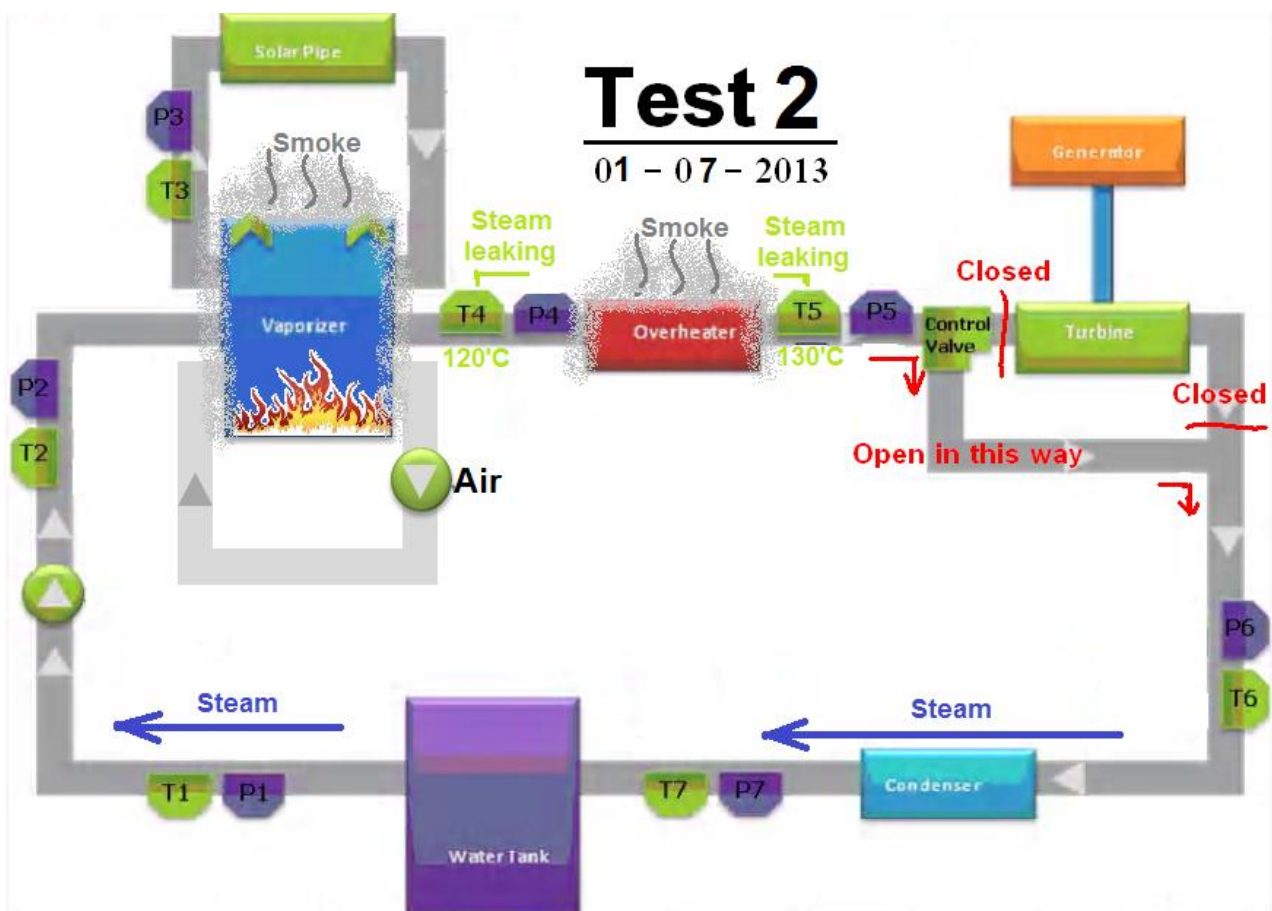 Solar Pipe
Test 2
01 - 07 - 2013
P3
T3
Smoke
Generator
Steam
leaking
Smoke
Steam
leaking
Closed
T4
P4
Overheater
T5
P5
Control
Valve
Turbine
Vaporizer
120'C
130'C
P2
T2
Closed
Open in this way
Air
P6
T6
Steam
Steam
T1
P1
T7
P7
Condenser
Water Tank